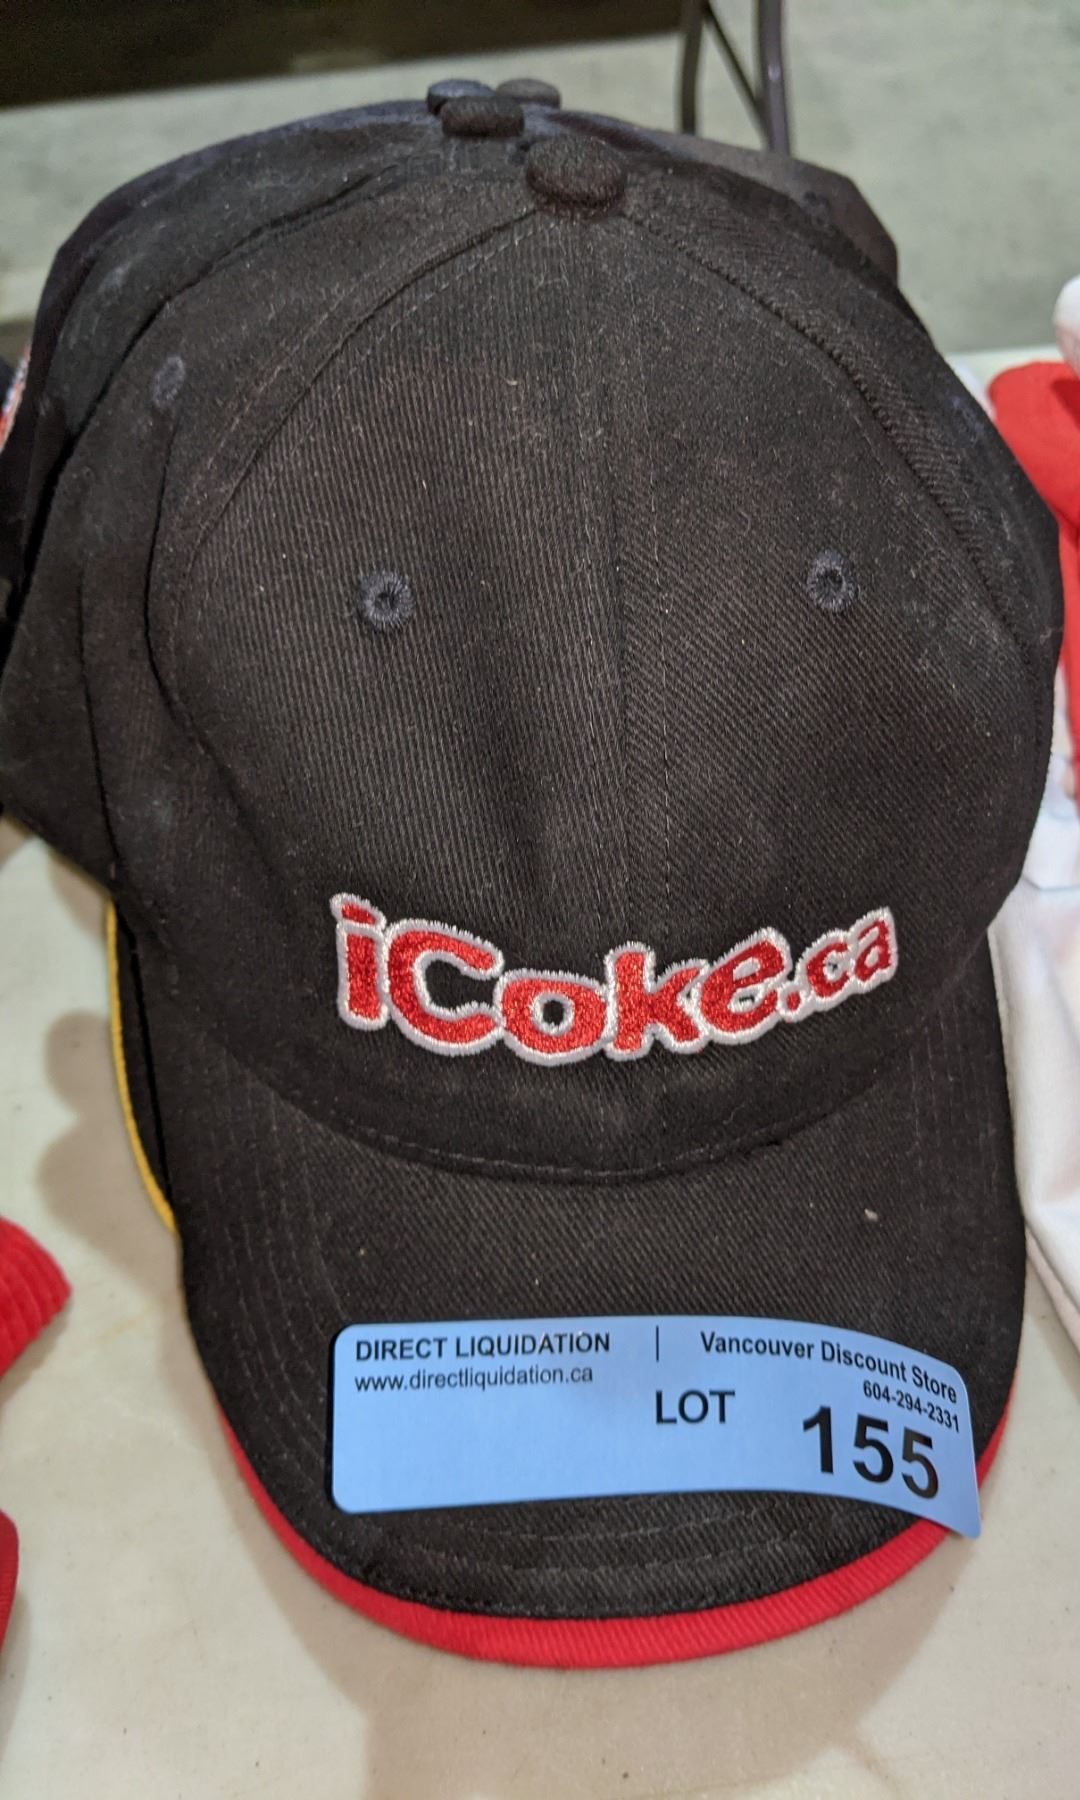 iCoke.ca
DIRECT LIQUIDATION | Vancouver Discount Store
www.directliquidation.ca 604-294-2331
LOT 155